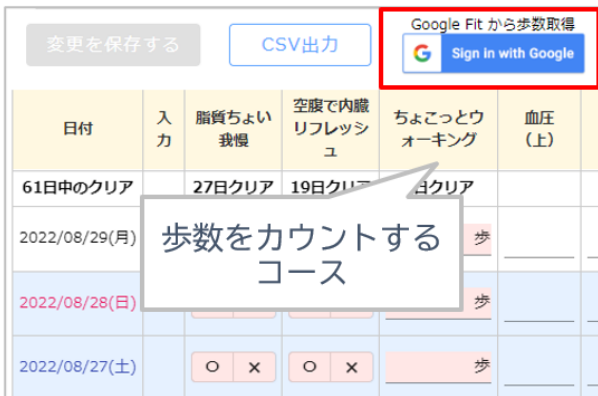 Google Fit から歩数取得
変更を保存する
CSV出力
G Sign in with Google
日付
入力
脂質ちょい我慢
空腹で内臓リフレッシュ
ちょこっとウォーキング
血圧(上)
61日中のクリア
27日クリア
19日クリア
日クリア
歩数をカウントする
コース
2022/08/29(月)
歩
2022/08/28(日)
歩
2022/08/27(土)
○ ×
○ ×
歩